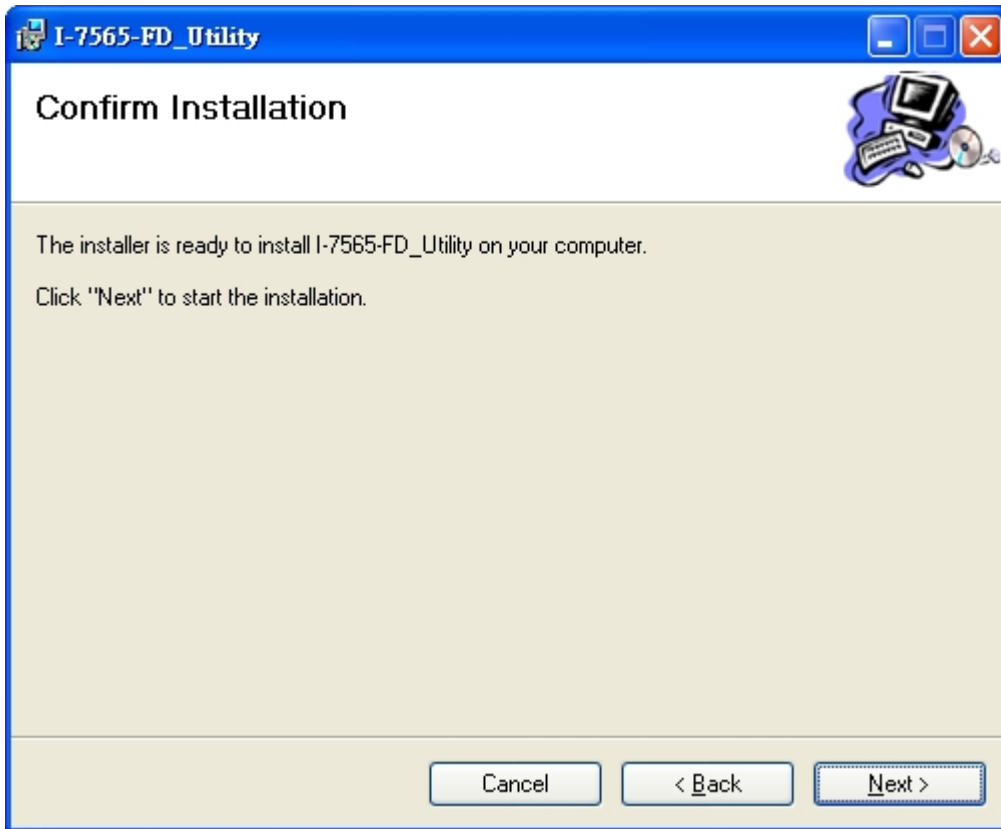 I-7565-FD_Utility
Confirm Installation
The installer is ready to install I-7565-FD_Utility on your computer.
Click "Next" to start the installation.
Cancel
< Back
Next >